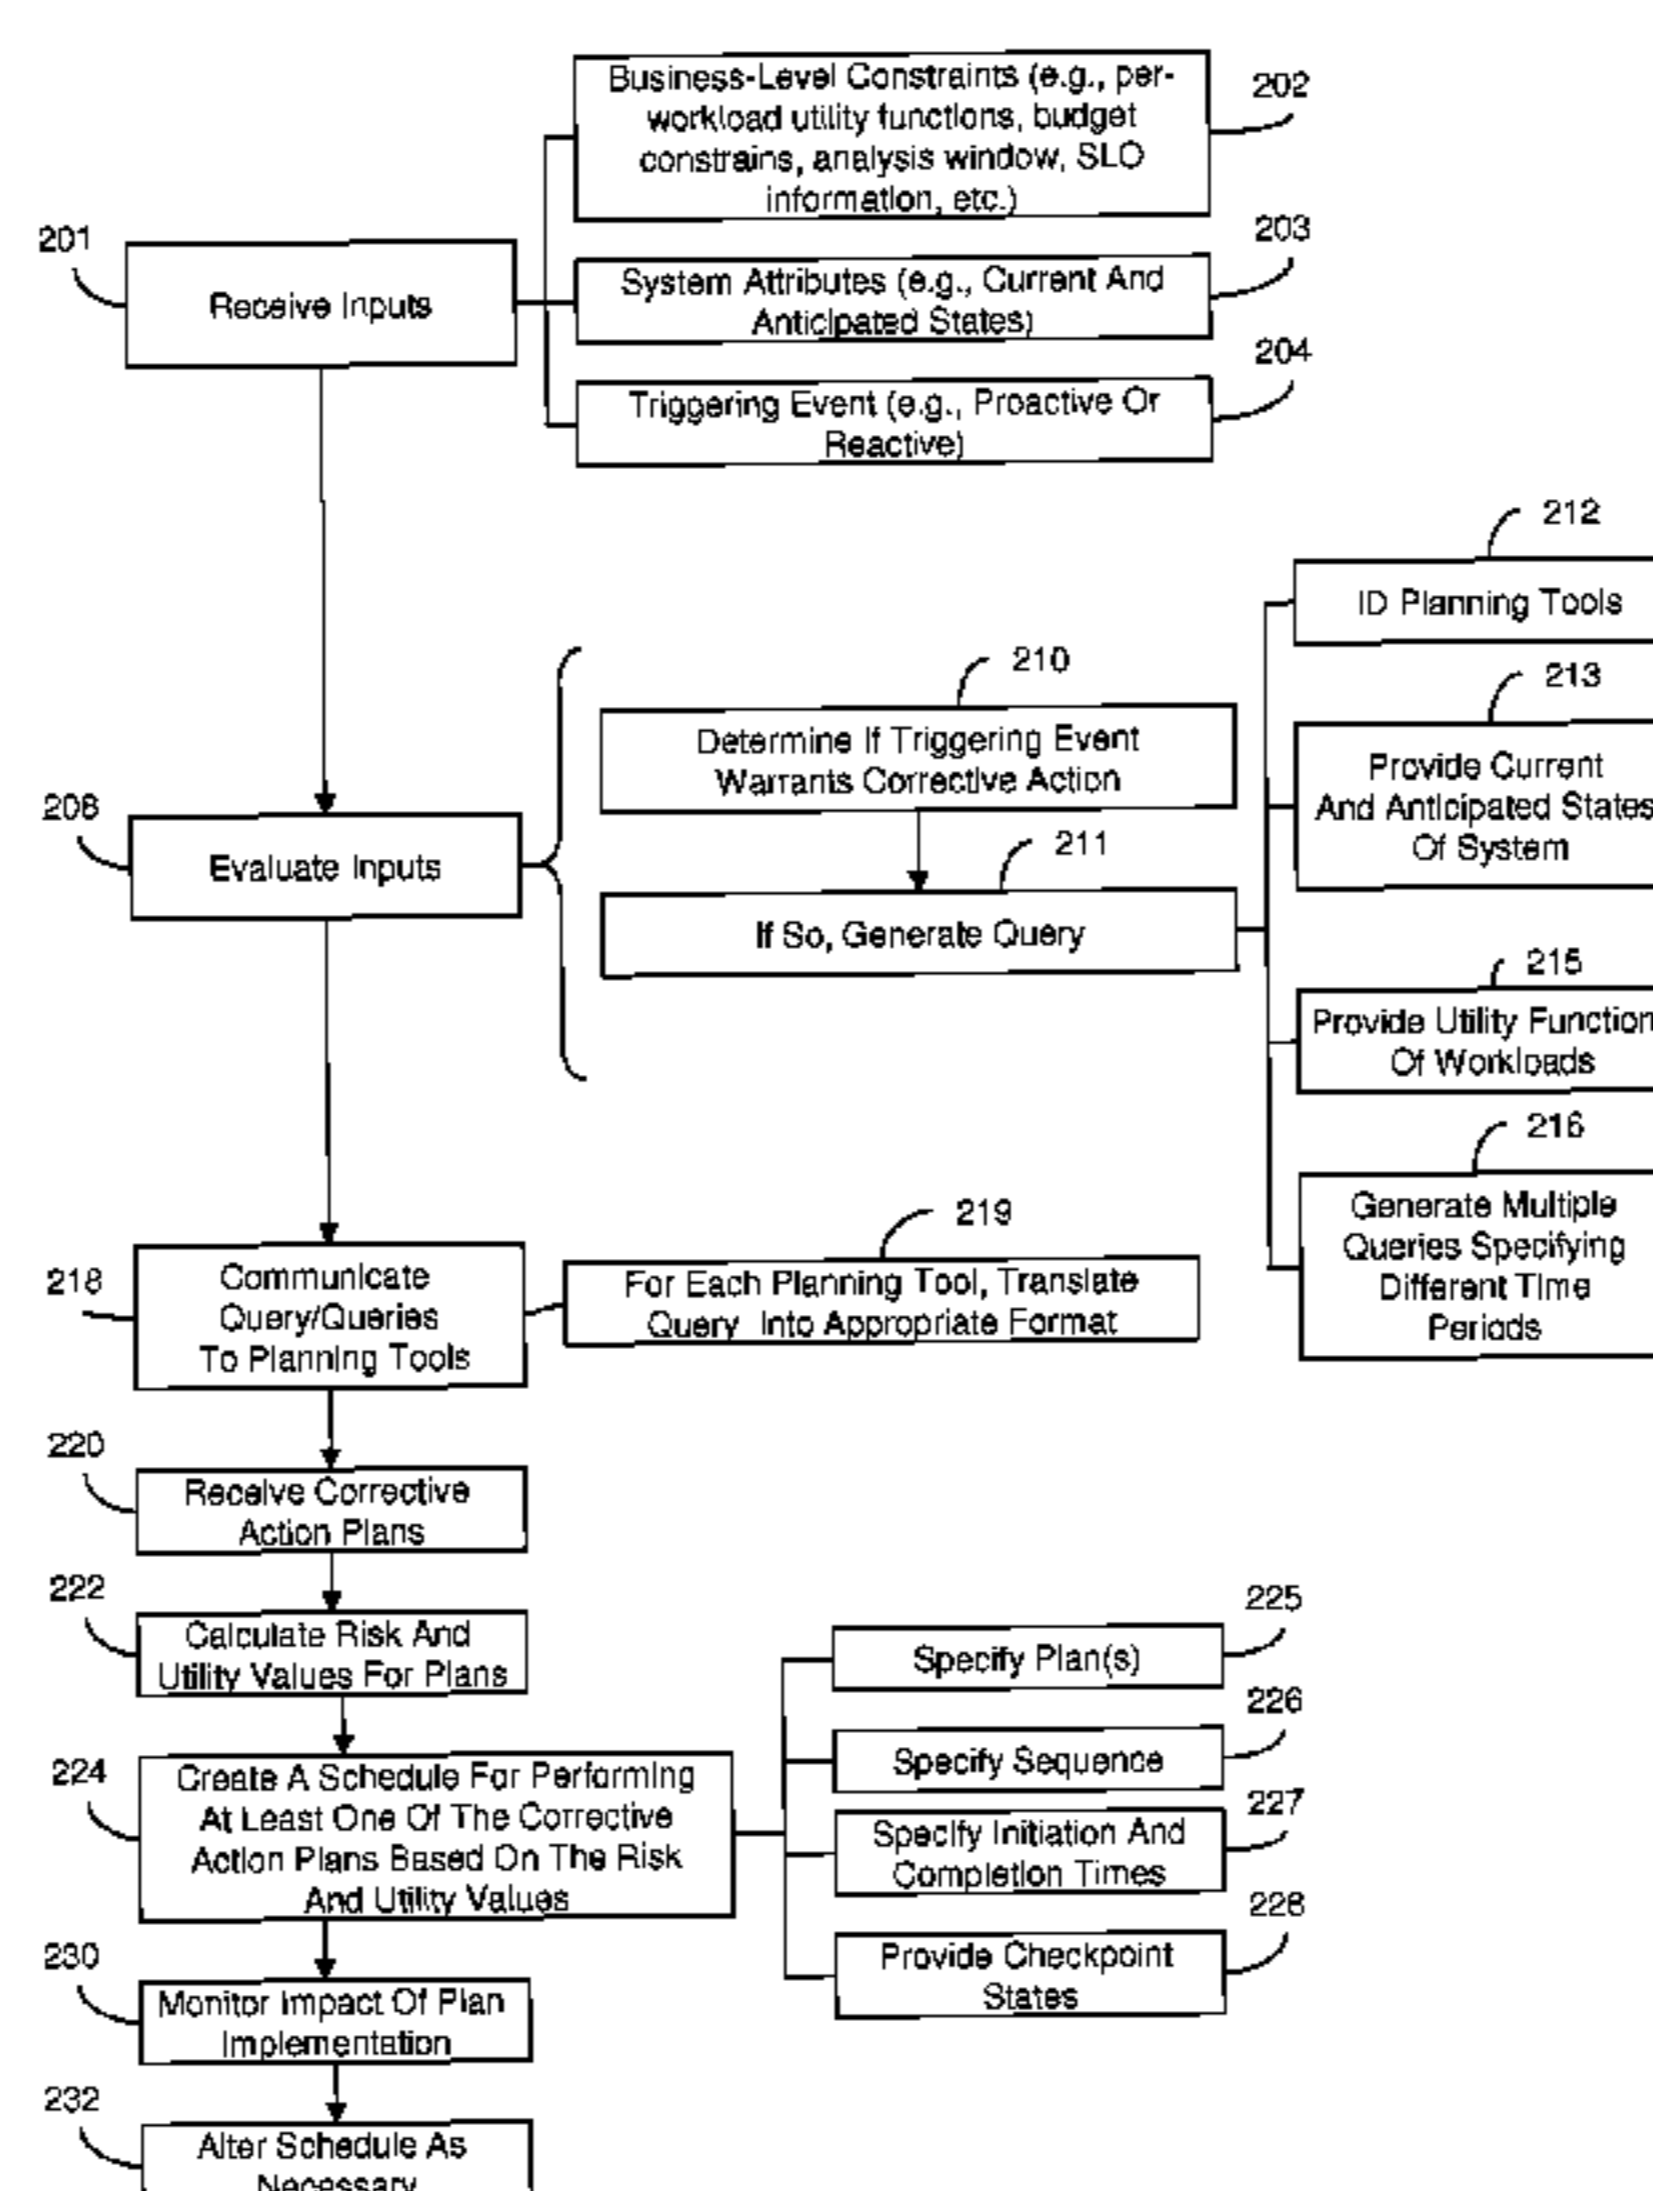 Business-Level Constraints (e.g., per-
workload utility functions, budget
constrains, analysis window, SLO
information, etc.)
202
201
Receive Inputs
System Attributes (e.g., Current And
Anticipated States)
203
Triggering Event (e.g., Proactive Or
Reactive)
204
212
ID Planning Tools
210
Determine If Triggering Event
Warrants Corrective Action
213
Provide Current
And Anticipated States
Of System
208
Evaluate Inputs
211
If So, Generate Query
215
Provide Utility Function
Of Workloads
216
Generate Multiple
Queries Specifying
Different Time
Periods
218
Communicate
Query/Queries
To Planning Tools
219
For Each Planning Tool, Translate
Query Into Appropriate Format
220
Receive Corrective
Action Plans
222
Calculate Risk And
Utility Values For Plans
224
Create A Schedule For Performing
At Least One Of The Corrective
Action Plans Based On The Risk
And Utility Values
225
Specify Plan(s)
226
Specify Sequence
227
Specify Initiation And
Completion Times
228
Provide Checkpoint
States
230
Monitor Impact Of Plan
Implementation
232
Alter Schedule As
Necessary